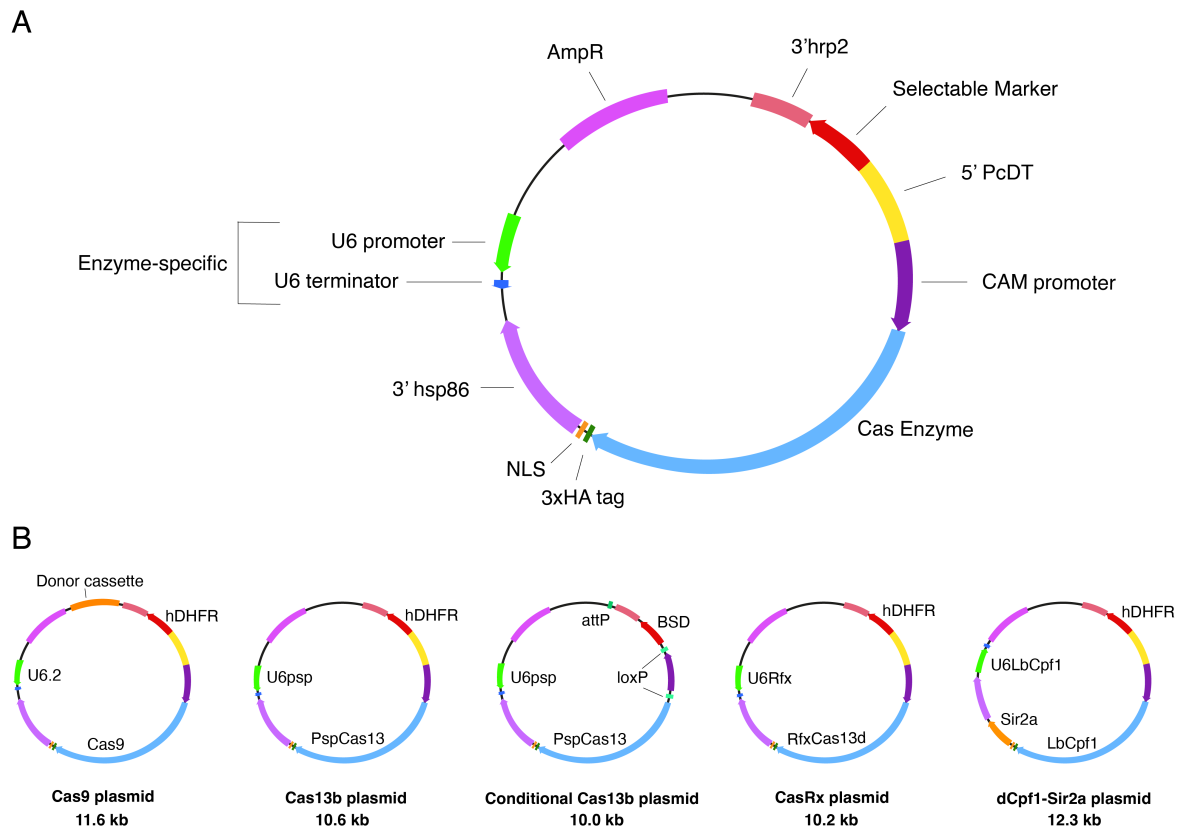 A
AmpR
3’hrp2
Selectable Marker
5’ PcDT
U6 promoter
Enzyme-specific
U6 terminator
CAM promoter
3’ hsp86
Cas Enzyme
NLS
3xHA tag
B
Donor cassette
hDHFR
U6.2
Cas9
Cas9 plasmid
11.6 kb
hDHFR
U6psp
PspCas13
Cas13b plasmid
10.6 kb
attP
BSD
U6psp
loxP
PspCas13
Conditional Cas13b plasmid
10.0 kb
hDHFR
U6Rfx
RfxCas13d
CasRx plasmid
10.2 kb
hDHFR
U6LbCpf1
Sir2a
LbCpf1
dCpf1-Sir2a plasmid
12.3 kb